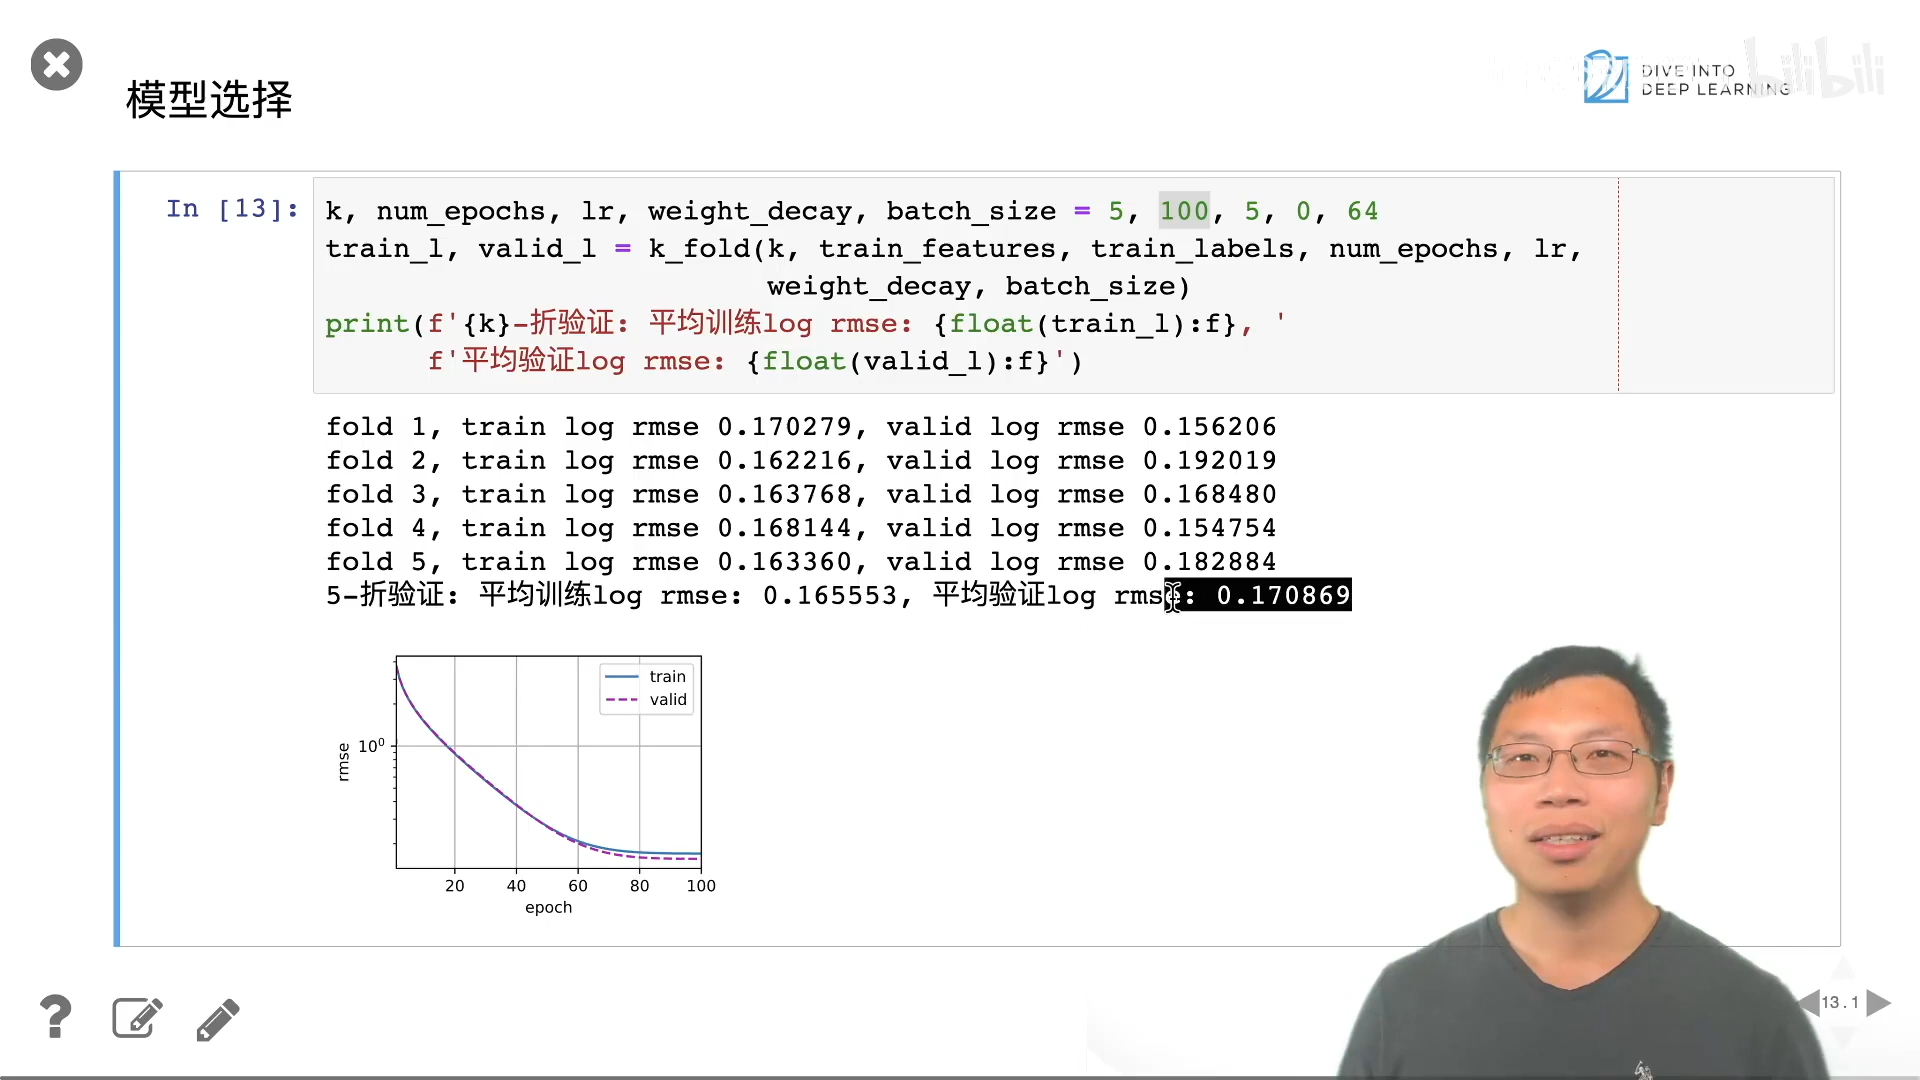 模型选择
DIVE INTO
DEEP LEARNING
bilibili
In [13]:
k, num_epochs, lr, weight_decay, batch_size = 5, 100, 5, 0, 64
train_l, valid_l = k_fold(k, train_features, train_labels, num_epochs, lr,
weight_decay, batch_size)
print(f'{k}-折验证: 平均训练log rmse: {float(train_l):f}, '
f'平均验证log rmse: {float(valid_l):f}')
fold 1, train log rmse 0.170279, valid log rmse 0.156206
fold 2, train log rmse 0.162216, valid log rmse 0.192019
fold 3, train log rmse 0.163768, valid log rmse 0.168480
fold 4, train log rmse 0.168144, valid log rmse 0.154754
fold 5, train log rmse 0.163360, valid log rmse 0.182884
5-折验证: 平均训练log rmse: 0.165553, 平均验证log rmse: 0.170869
train
valid
10⁰
rmse
20 40 60 80 100
epoch
13.1